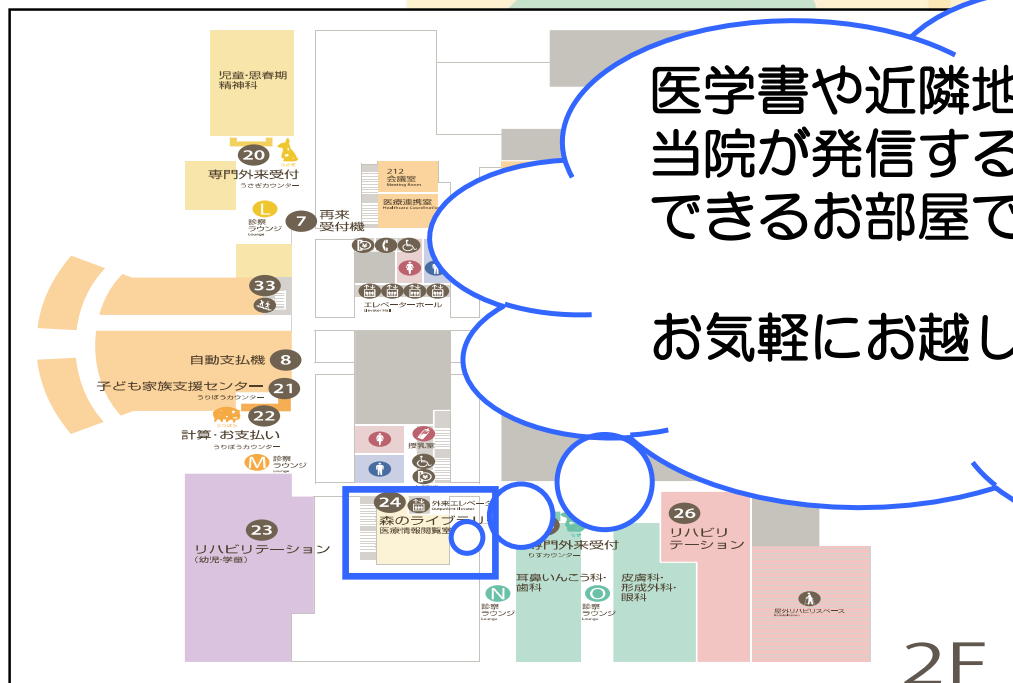 医学書や近隣地
当院が発信する
できるお部屋で
お気軽にお越し
児童・思春期
精神科
20
専門外来受付
うさぎカウンター
L
診察
ラウンジ
Lounge
7
再来
受付機
212
会議室
Meeting Room
医療連携室
33
エレベーターホール
Elevator Hall
自動支払機
8
子ども家族支援センター
21
うりぼうカウンター
22
計算・お支払い
うりぼうカウンター
M
診察
ラウンジ
Lounge
授乳室
23
リハビリテーション
(幼児・学童)
24
外来エレベータ
森のライブラリ
医療情報閲覧室
専門外来受付
りすカウンター
耳鼻いんこう科・
歯科
N
診察
ラウンジ
Lounge
皮膚科・
形成外科・
眼科
O
診察
ラウンジ
Lounge
26
リハビリ
テーション
屋外リハビリスペース
2F